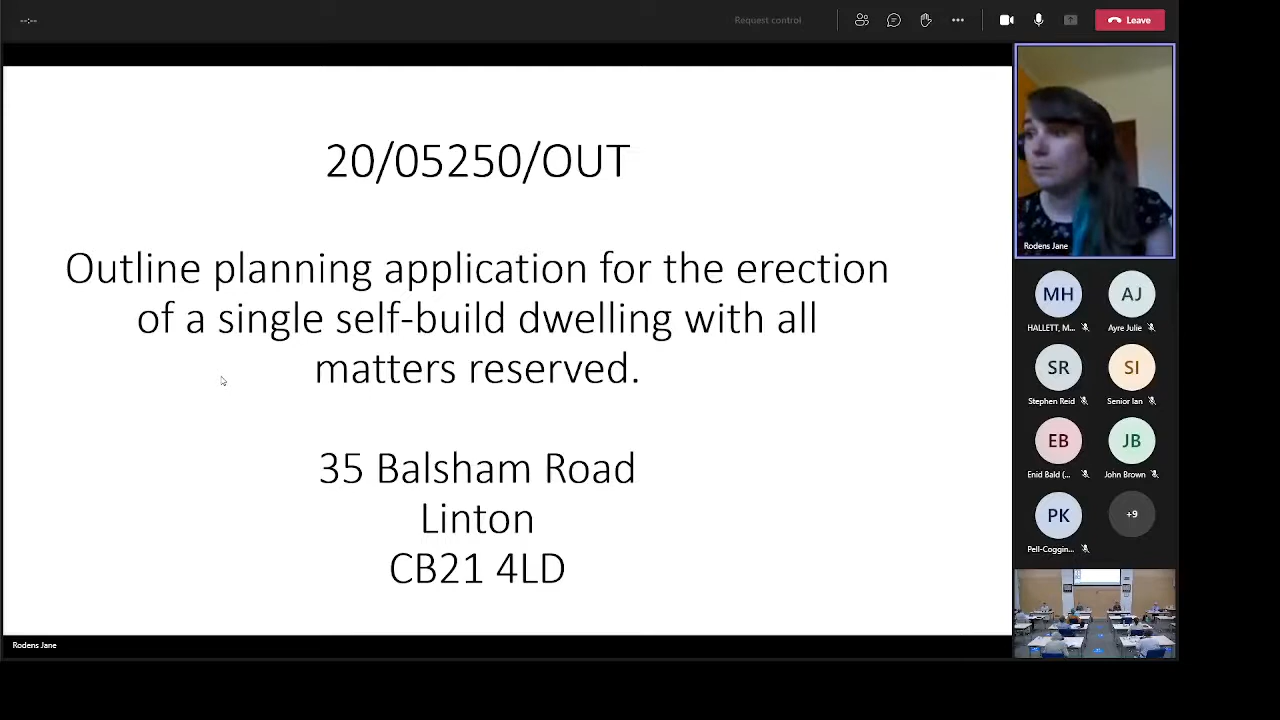 --:--
Request control
Leave
20/05250/OUT
Outline planning application for the erection
of a single self-build dwelling with all
matters reserved.
35 Balsham Road
Linton
CB21 4LD
Rodens Jane
Rodens Jane
MH
AJ
HALLETT, M...
Ayre Julie
SR
SI
Stephen Reid
Senior Ian
EB
JB
Enid Bald (...
John Brown
PK
+9
Pell-Coggin...